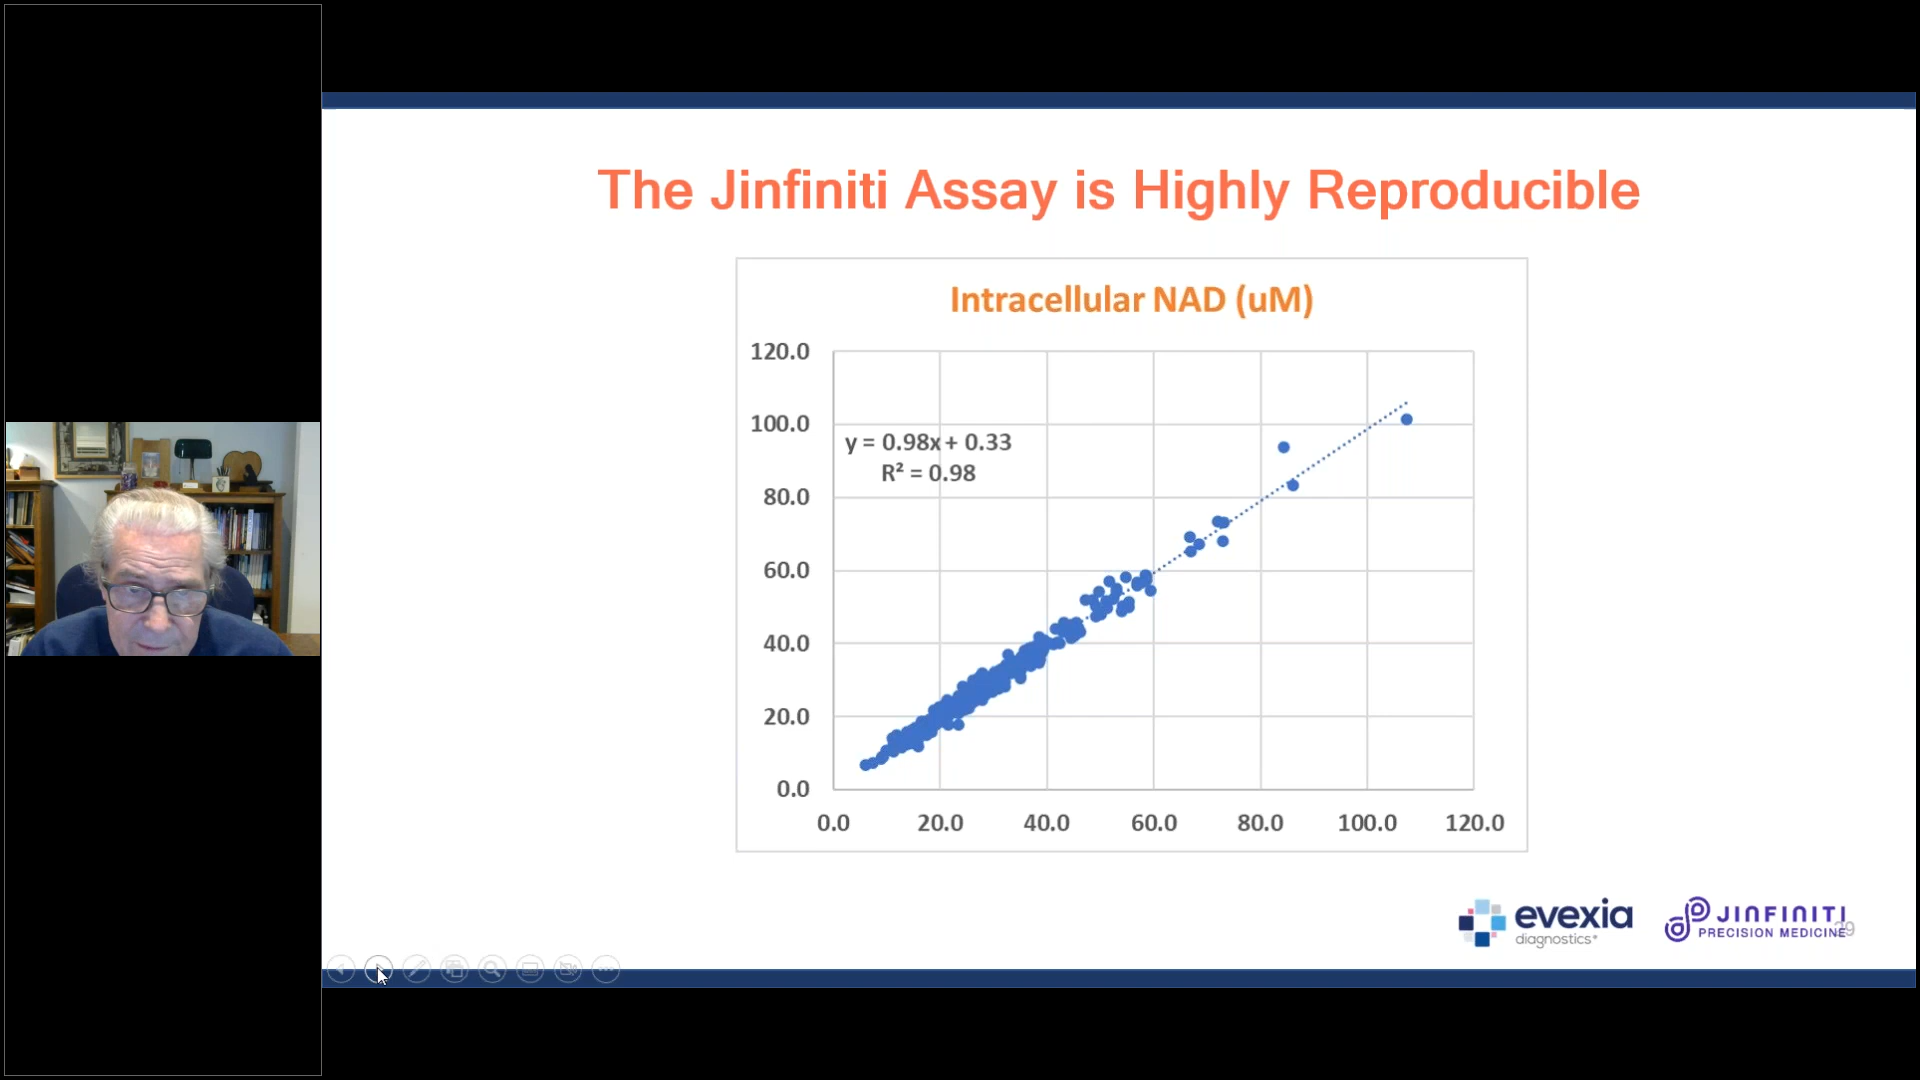 The Jinfiniti Assay is Highly Reproducible
Intracellular NAD (uM)
120.0
100.0
y = 0.98x + 0.33
R² = 0.98
80.0
60.0
40.0
20.0
0.0
0.0 20.0 40.0 60.0 80.0 100.0 120.0
evexia
diagnostics
JINFINITI
PRECISION MEDICINE
29